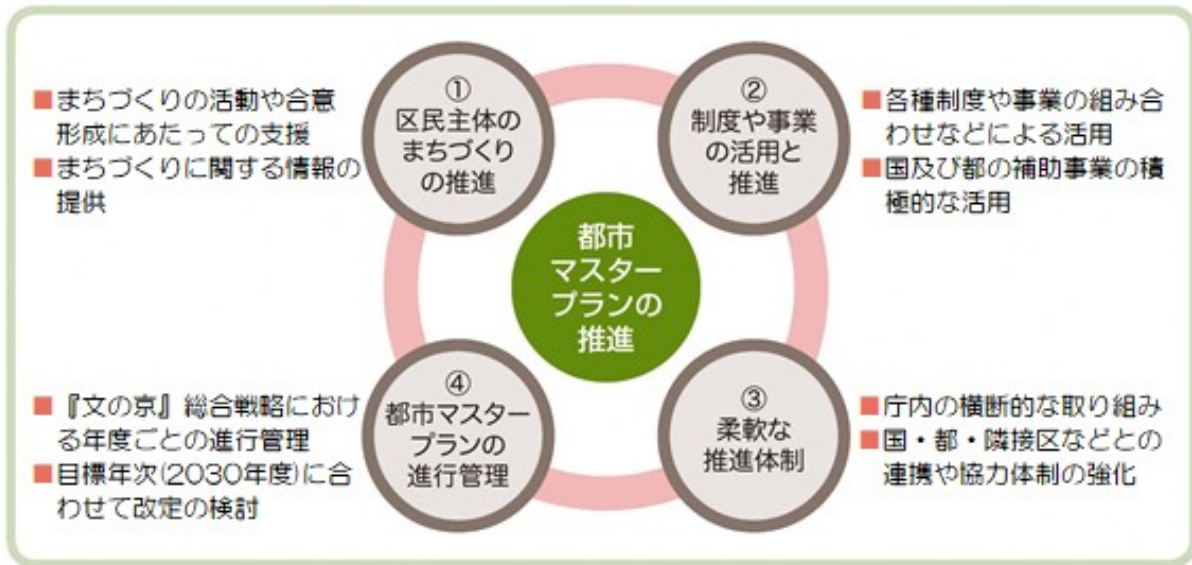 ①
区民主体の
まちづくり
の推進
■まちづくりの活動や合意
形成にあたっての支援
■まちづくりに関する情報の
提供
②
制度や事業
の活用と
推進
■各種制度や事業の組み合
わせなどによる活用
■国及び都の補助事業の積
極的な活用
都市
マスター
プランの
推進
④
都市マスター
プランの
進行管理
■『文の京』総合戦略におけ
る年度ごとの進行管理
■目標年次(2030年度)に合
わせて改定の検討
③
柔軟な
推進体制
■庁内の横断的な取り組み
■国・都・隣接区などとの
連携や協力体制の強化